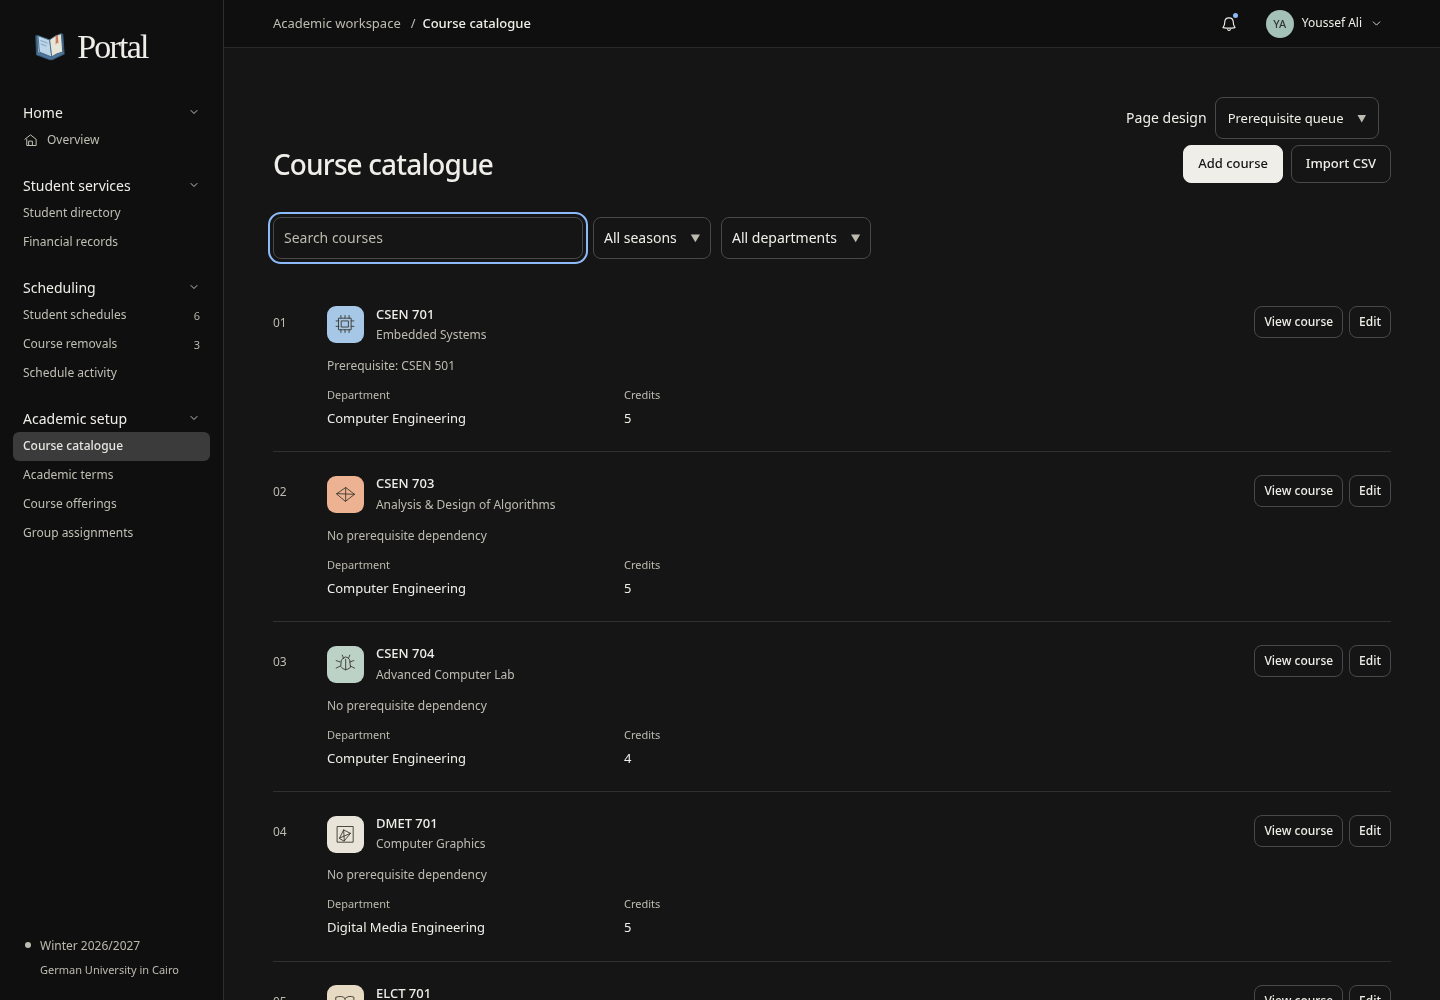 Portal
Home
Overview
Student services
Student directory
Financial records
Scheduling
Student schedules 6
Course removals 3
Schedule activity
Academic setup
Course catalogue
Academic terms
Course offerings
Group assignments
Winter 2026/2027
German University in Cairo
Academic workspace / Course catalogue
YA Youssef Ali
Page design Prerequisite queue
Course catalogue
Add course Import CSV
Search courses All seasons All departments
01 CSEN 701 View course Edit
Embedded Systems
Prerequisite: CSEN 501
Department Credits
Computer Engineering 5
02 CSEN 703 View course Edit
Analysis & Design of Algorithms
No prerequisite dependency
Department Credits
Computer Engineering 5
03 CSEN 704 View course Edit
Advanced Computer Lab
No prerequisite dependency
Department Credits
Computer Engineering 4
04 DMET 701 View course Edit
Computer Graphics
No prerequisite dependency
Department Credits
Digital Media Engineering 5
05 ELCT 701 View course Edit